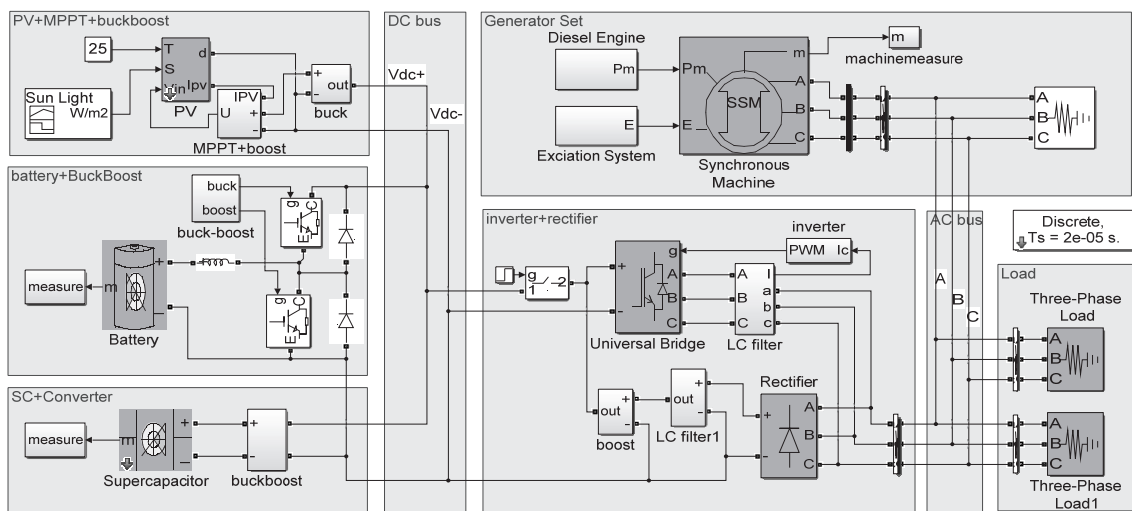 PV+MPPT+buckboost
25
T
S
Vin
d
Ipv
PV
Sun Light
W/m2
IPV
U
+
-
MPPT+boost
+
-
out
buck
DC bus
Vdc+
Vdc-
Generator Set
Diesel Engine
Pm
Exciation System
E
Pm
E
SSM
m
A
B
C
Synchronous
Machine
m
machinemeasure
A
B
C
battery+BuckBoost
buck
boost
buck-boost
g
C
E
g
C
E
measure
m
+
-
Battery
inverter+rectifier
inverter
PWM
Ic
g
1
2
+
-
g
A
B
C
Universal Bridge
A
B
C
I
a
b
c
LC filter
AC bus
A
B
C
Discrete,
Ts = 2e-05 s.
Load
Three-Phase
Load
A
B
C
A
B
C
Three-Phase
Load1
SC+Converter
measure
m
+
-
Supercapacitor
+
-
+
-
buckboost
out
+
-
boost
out
+
-
LC filter1
Rectifier
+
-
A
B
C